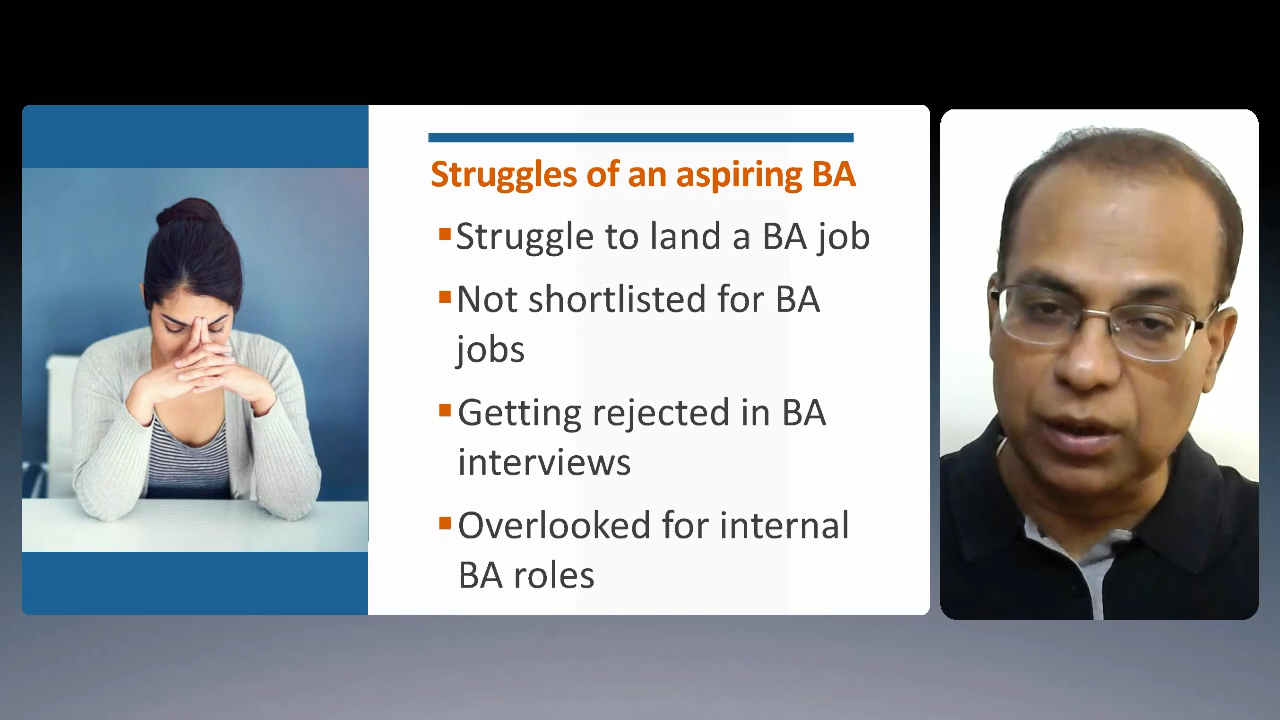 Struggles of an aspiring BA
▪Struggle to land a BA job
▪Not shortlisted for BA
jobs
▪Getting rejected in BA
interviews
▪Overlooked for internal
BA roles